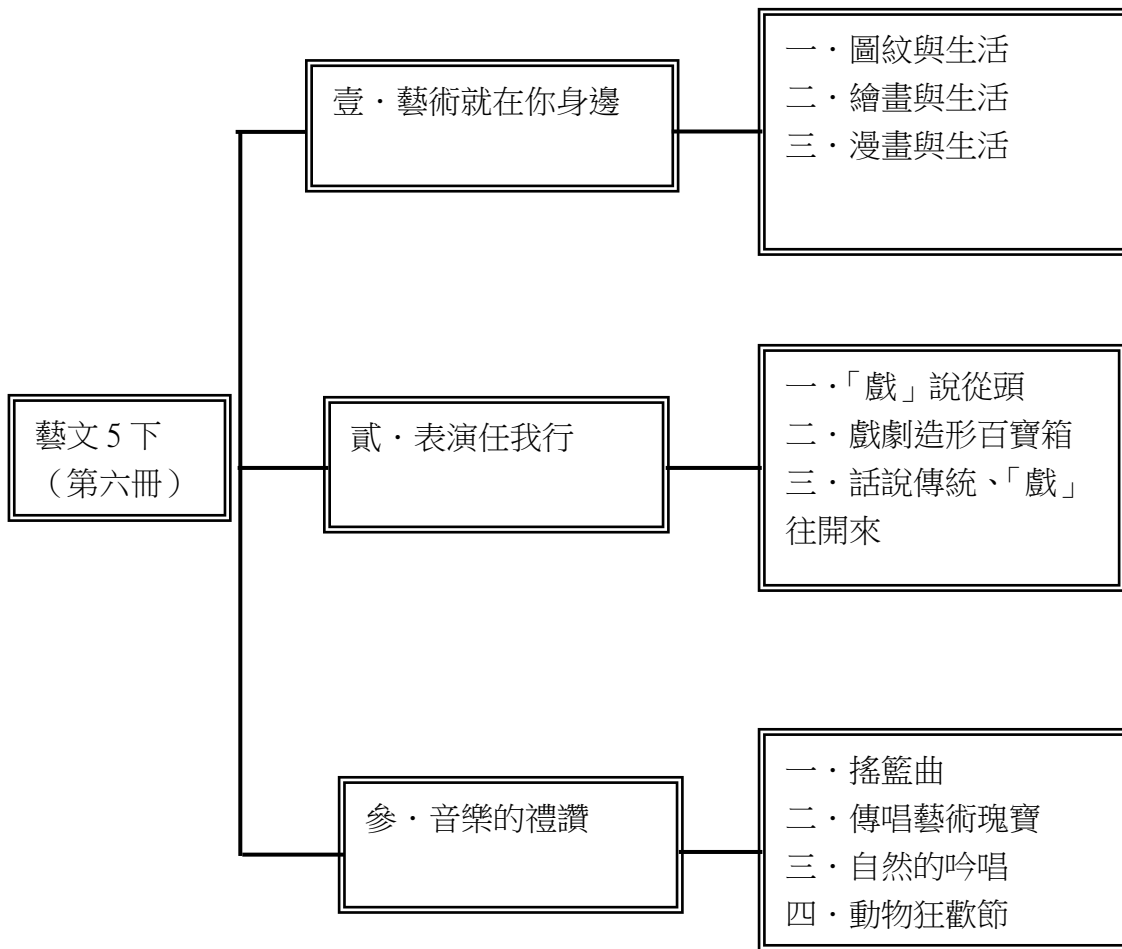 藝文 5 下
（第六冊）
壹．藝術就在你身邊
一．圖紋與生活
二．繪畫與生活
三．漫畫與生活
貳．表演任我行
一．「戲」說從頭
二．戲劇造形百寶箱
三．話說傳統、「戲」
往開來
參．音樂的禮讚
一．搖籃曲
二．傳唱藝術瑰寶
三．自然的吟唱
四．動物狂歡節